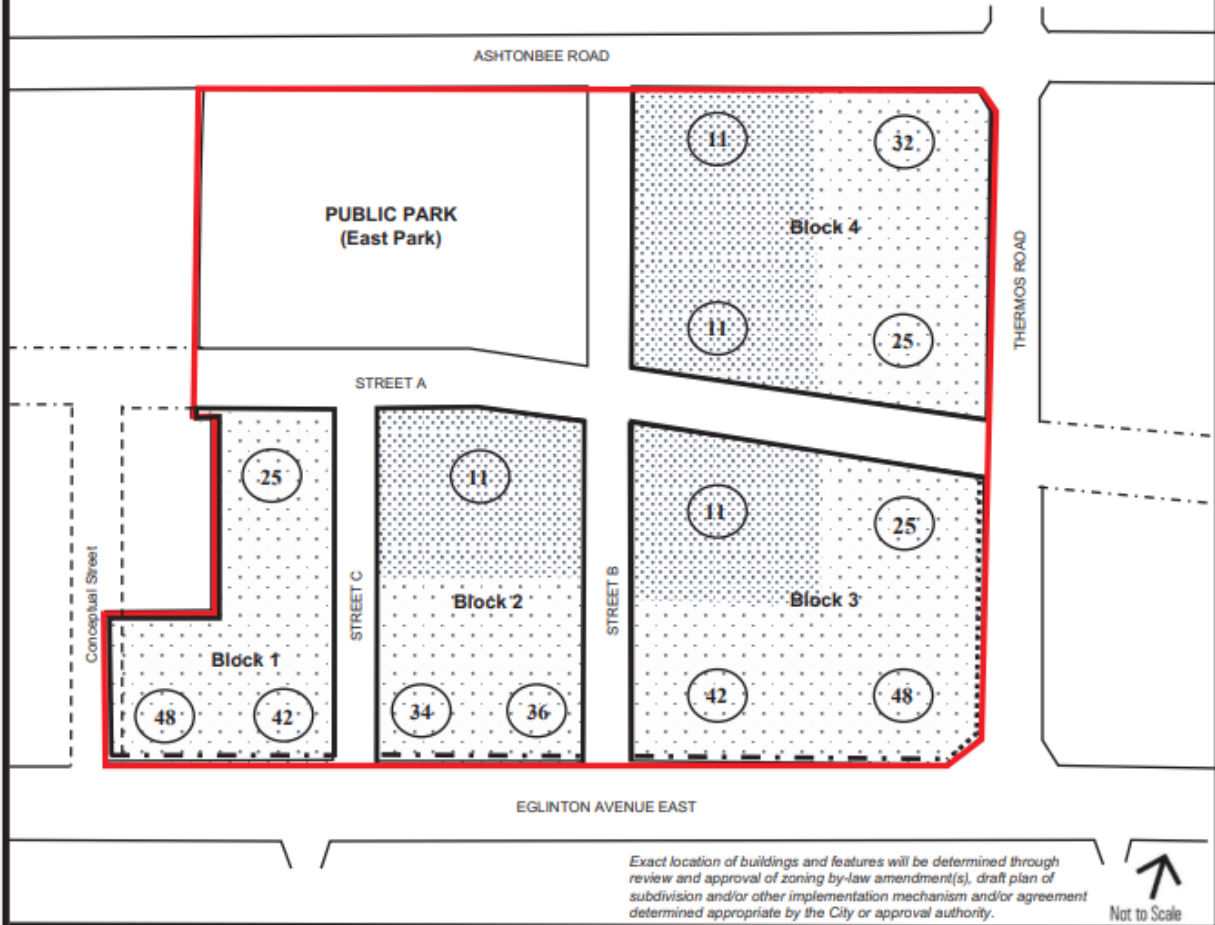 ASHTONBEE ROAD
11
32
PUBLIC PARK
(East Park)
Block 4
THERMOS ROAD
11
25
STREET A
25
11
11
25
Conceptual Street
STREET C
Block 2
STREET B
Block 3
Block 1
48
42
34
36
42
48
EGLINTON AVENUE EAST
Exact location of buildings and features will be determined through
review and approval of zoning by-law amendment(s), draft plan of
subdivision and/or other implementation mechanism and/or agreement
determined appropriate by the City or approval authority.
Not to Scale